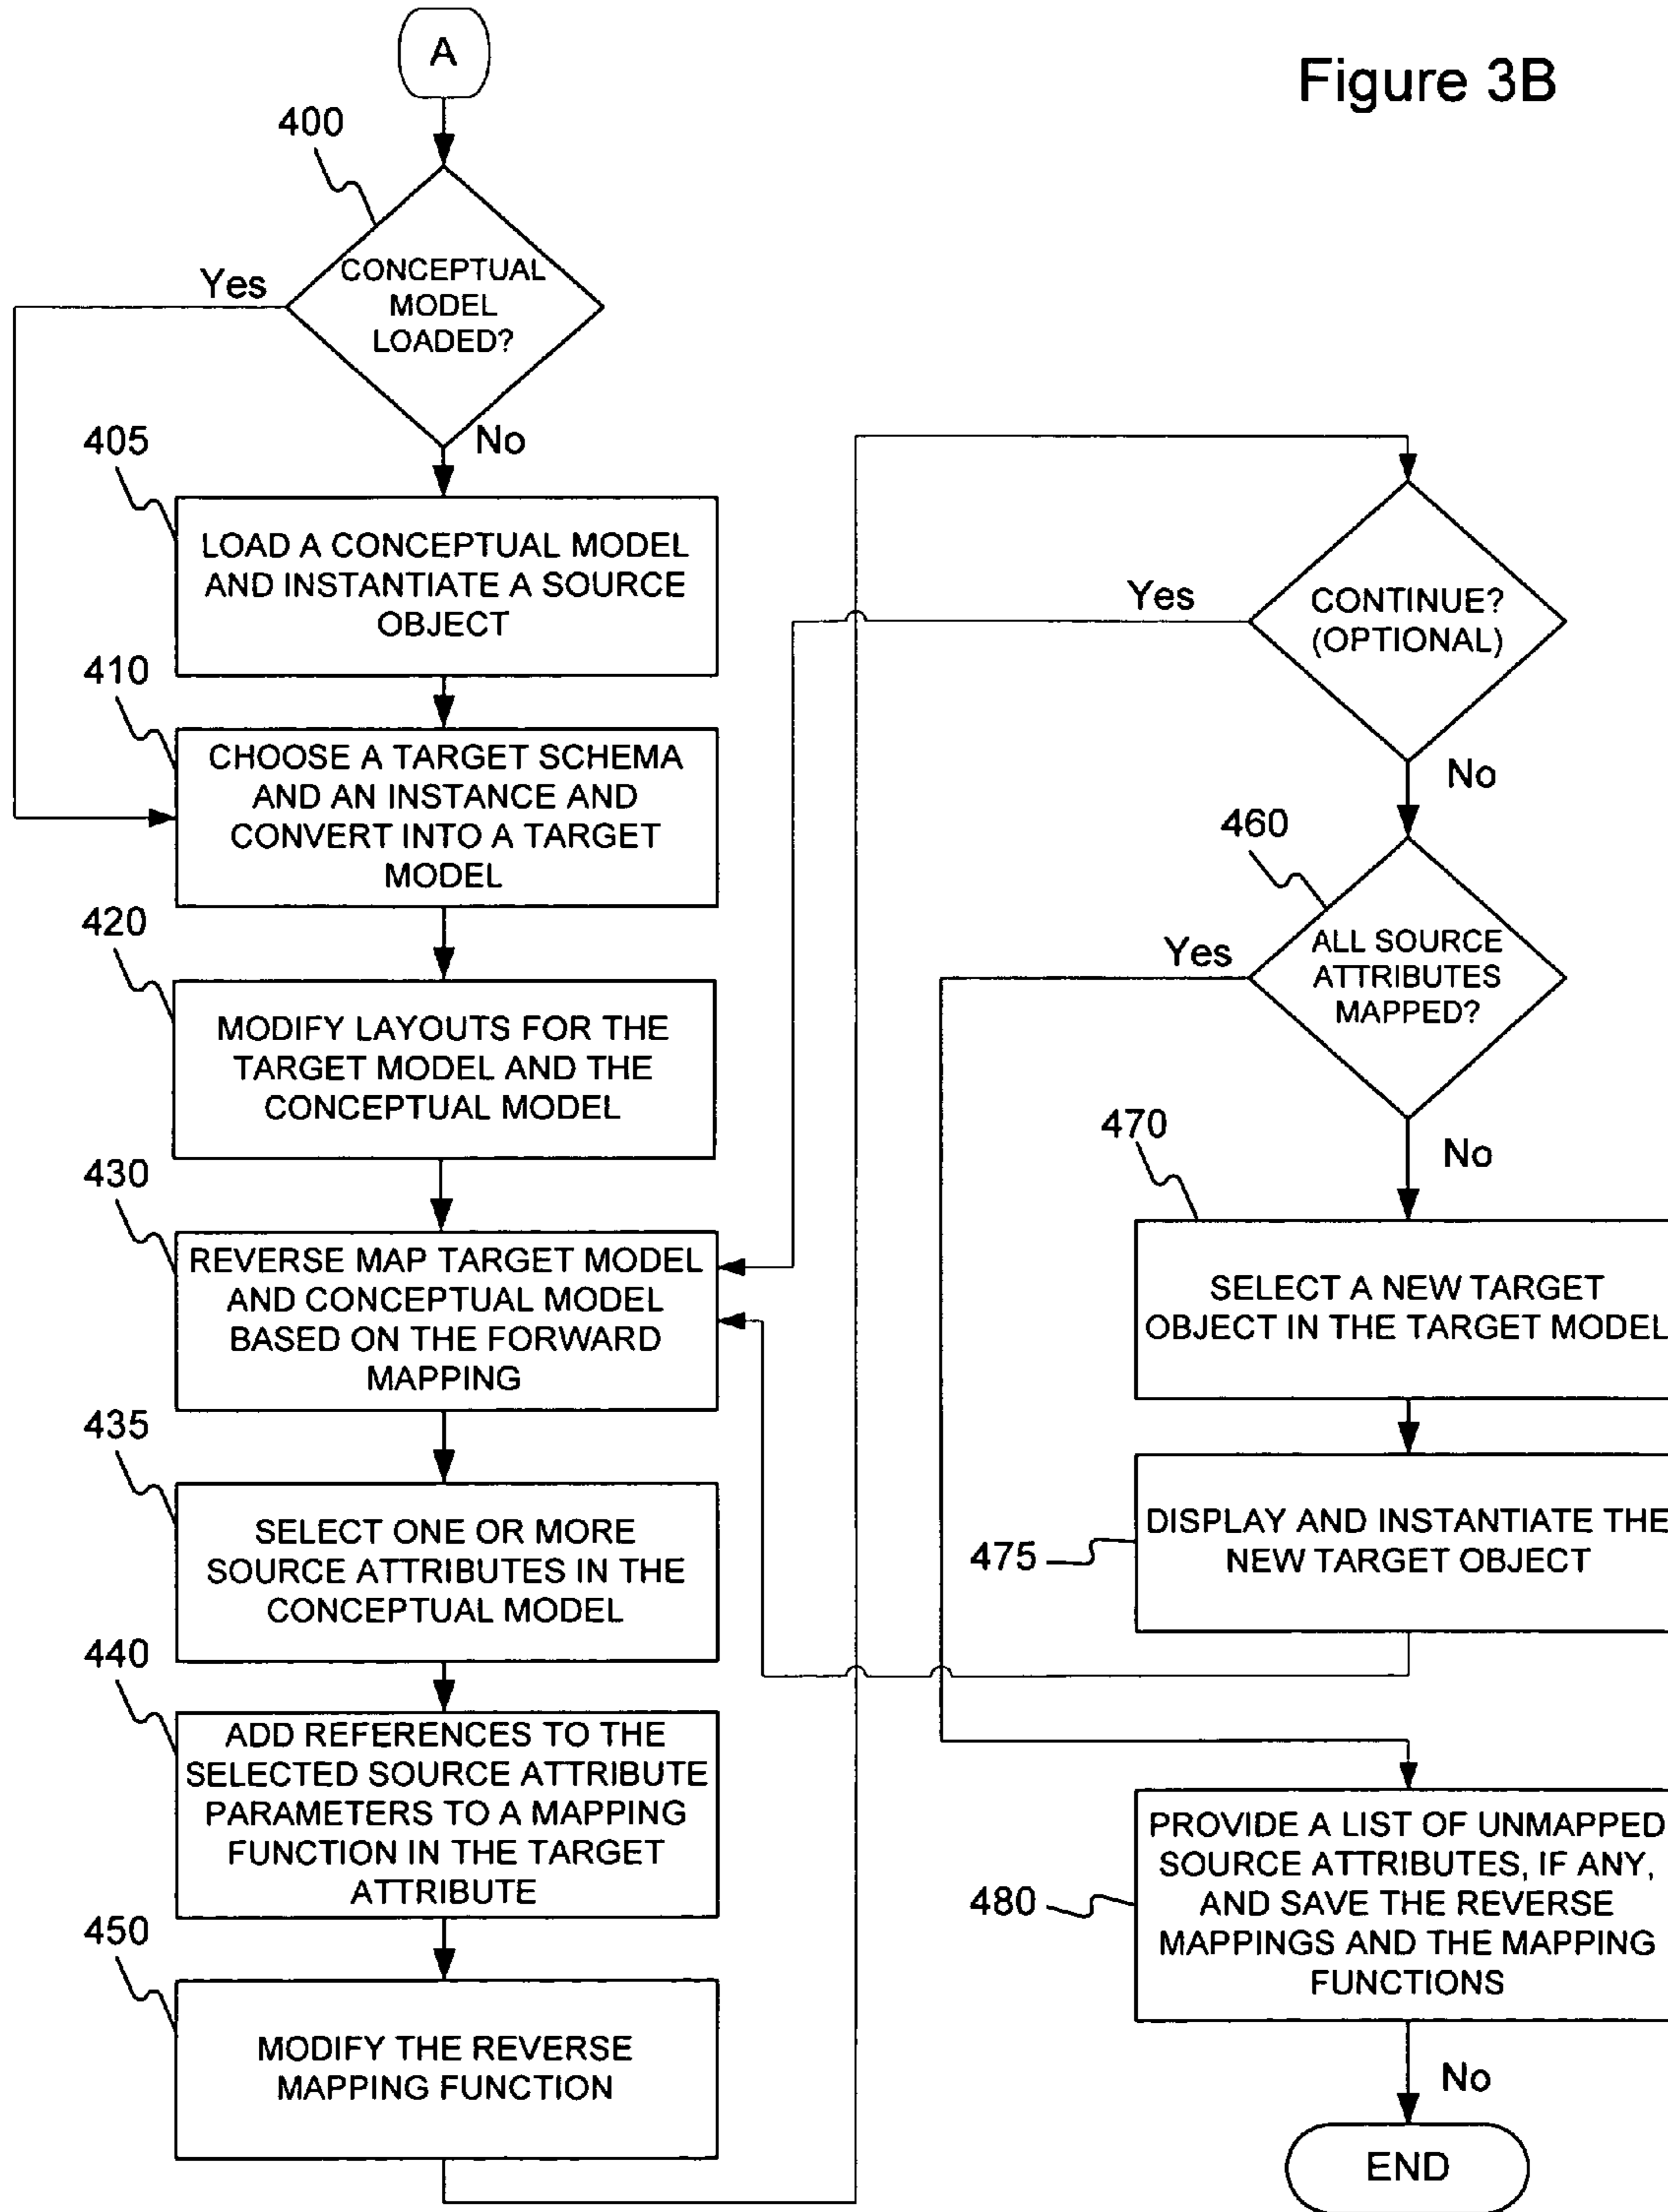 Figure 3B
A
400
CONCEPTUAL
MODEL
LOADED?
Yes
No
405
LOAD A CONCEPTUAL MODEL
AND INSTANTIATE A SOURCE
OBJECT
410
CHOOSE A TARGET SCHEMA
AND AN INSTANCE AND
CONVERT INTO A TARGET
MODEL
420
MODIFY LAYOUTS FOR THE
TARGET MODEL AND THE
CONCEPTUAL MODEL
430
REVERSE MAP TARGET MODEL
AND CONCEPTUAL MODEL
BASED ON THE FORWARD
MAPPING
435
SELECT ONE OR MORE
SOURCE ATTRIBUTES IN THE
CONCEPTUAL MODEL
440
ADD REFERENCES TO THE
SELECTED SOURCE ATTRIBUTE
PARAMETERS TO A MAPPING
FUNCTION IN THE TARGET
ATTRIBUTE
450
MODIFY THE REVERSE
MAPPING FUNCTION
CONTINUE?
(OPTIONAL)
Yes
No
460
ALL SOURCE
ATTRIBUTES
MAPPED?
Yes
No
470
SELECT A NEW TARGET
OBJECT IN THE TARGET MODEL
475
DISPLAY AND INSTANTIATE THE
NEW TARGET OBJECT
480
PROVIDE A LIST OF UNMAPPED
SOURCE ATTRIBUTES, IF ANY,
AND SAVE THE REVERSE
MAPPINGS AND THE MAPPING
FUNCTIONS
No
END